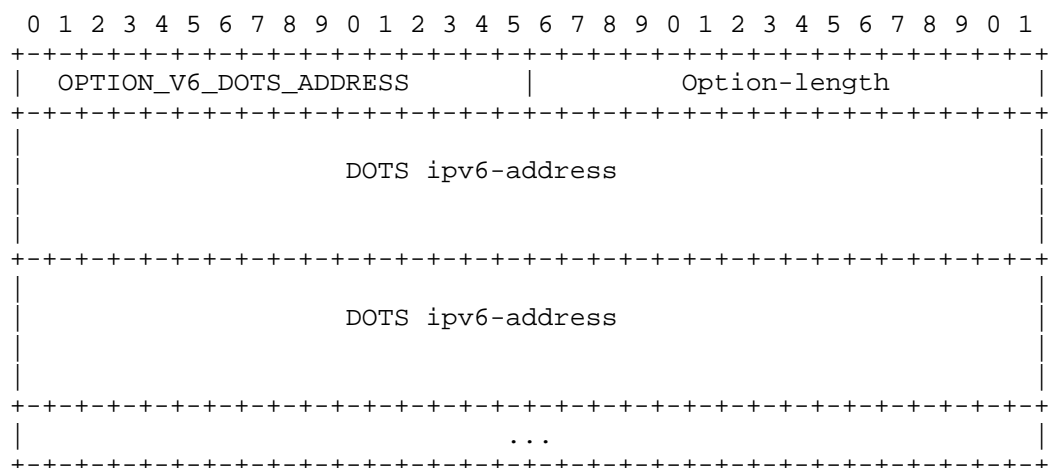 0 1 2 3 4 5 6 7 8 9 0 1 2 3 4 5 6 7 8 9 0 1 2 3 4 5 6 7 8 9 0 1
+-+-+-+-+-+-+-+-+-+-+-+-+-+-+-+-+-+-+-+-+-+-+-+-+-+-+-+-+-+-+-+-+
|  OPTION_V6_DOTS_ADDRESS       |         Option-length         |
+-+-+-+-+-+-+-+-+-+-+-+-+-+-+-+-+-+-+-+-+-+-+-+-+-+-+-+-+-+-+-+-+
|                                                               |
|                    DOTS ipv6-address                          |
|                                                               |
|                                                               |
+-+-+-+-+-+-+-+-+-+-+-+-+-+-+-+-+-+-+-+-+-+-+-+-+-+-+-+-+-+-+-+-+
|                                                               |
|                    DOTS ipv6-address                          |
|                                                               |
|                                                               |
+-+-+-+-+-+-+-+-+-+-+-+-+-+-+-+-+-+-+-+-+-+-+-+-+-+-+-+-+-+-+-+-+
|                              ...                              |
+-+-+-+-+-+-+-+-+-+-+-+-+-+-+-+-+-+-+-+-+-+-+-+-+-+-+-+-+-+-+-+-+